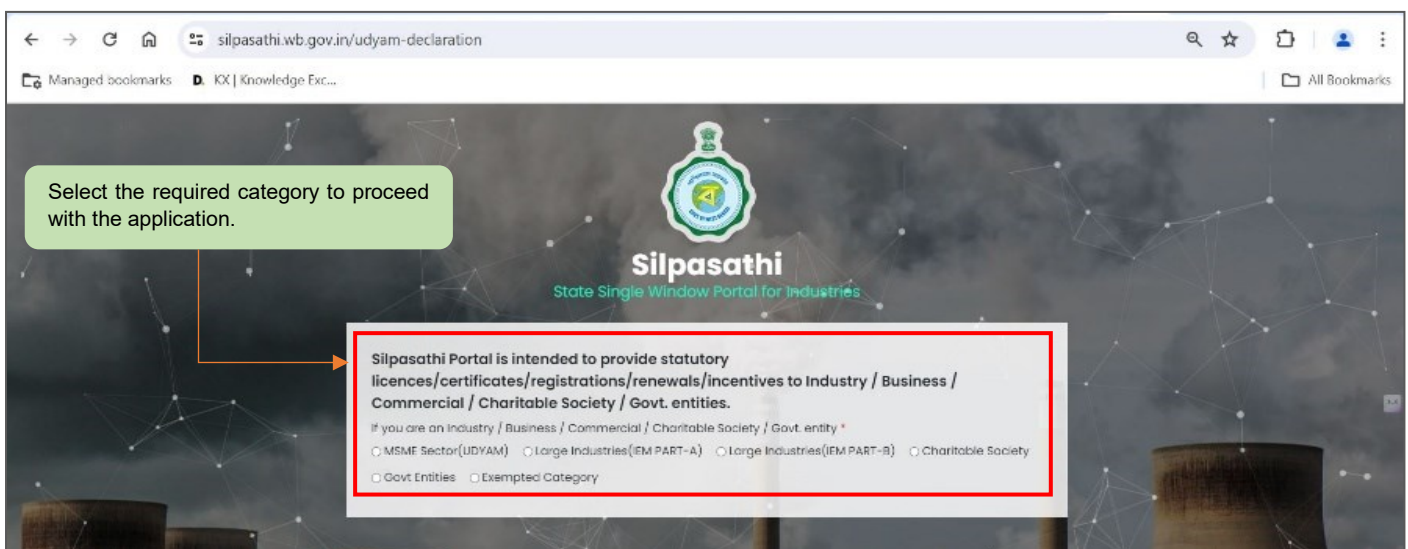 silpasathi.wb.gov.in/udyam-declaration
Managed bookmarks D. KX | Knowledge Exc... All Bookmarks
Select the required category to proceed
with the application.
Silpasathi
State Single Window Portal for Industries
Silpasathi Portal is intended to provide statutory
licences/certificates/registrations/renewals/incentives to Industry / Business /
Commercial / Charitable Society / Govt. entities.
If you are an Industry / Business / Commercial / Charitable Society / Govt. entity *
MSME Sector(UDYAM) Large Industries(IEM PART-A) Large Industries(IEM PART-B) Charitable Society
Govt Entities Exempted Category